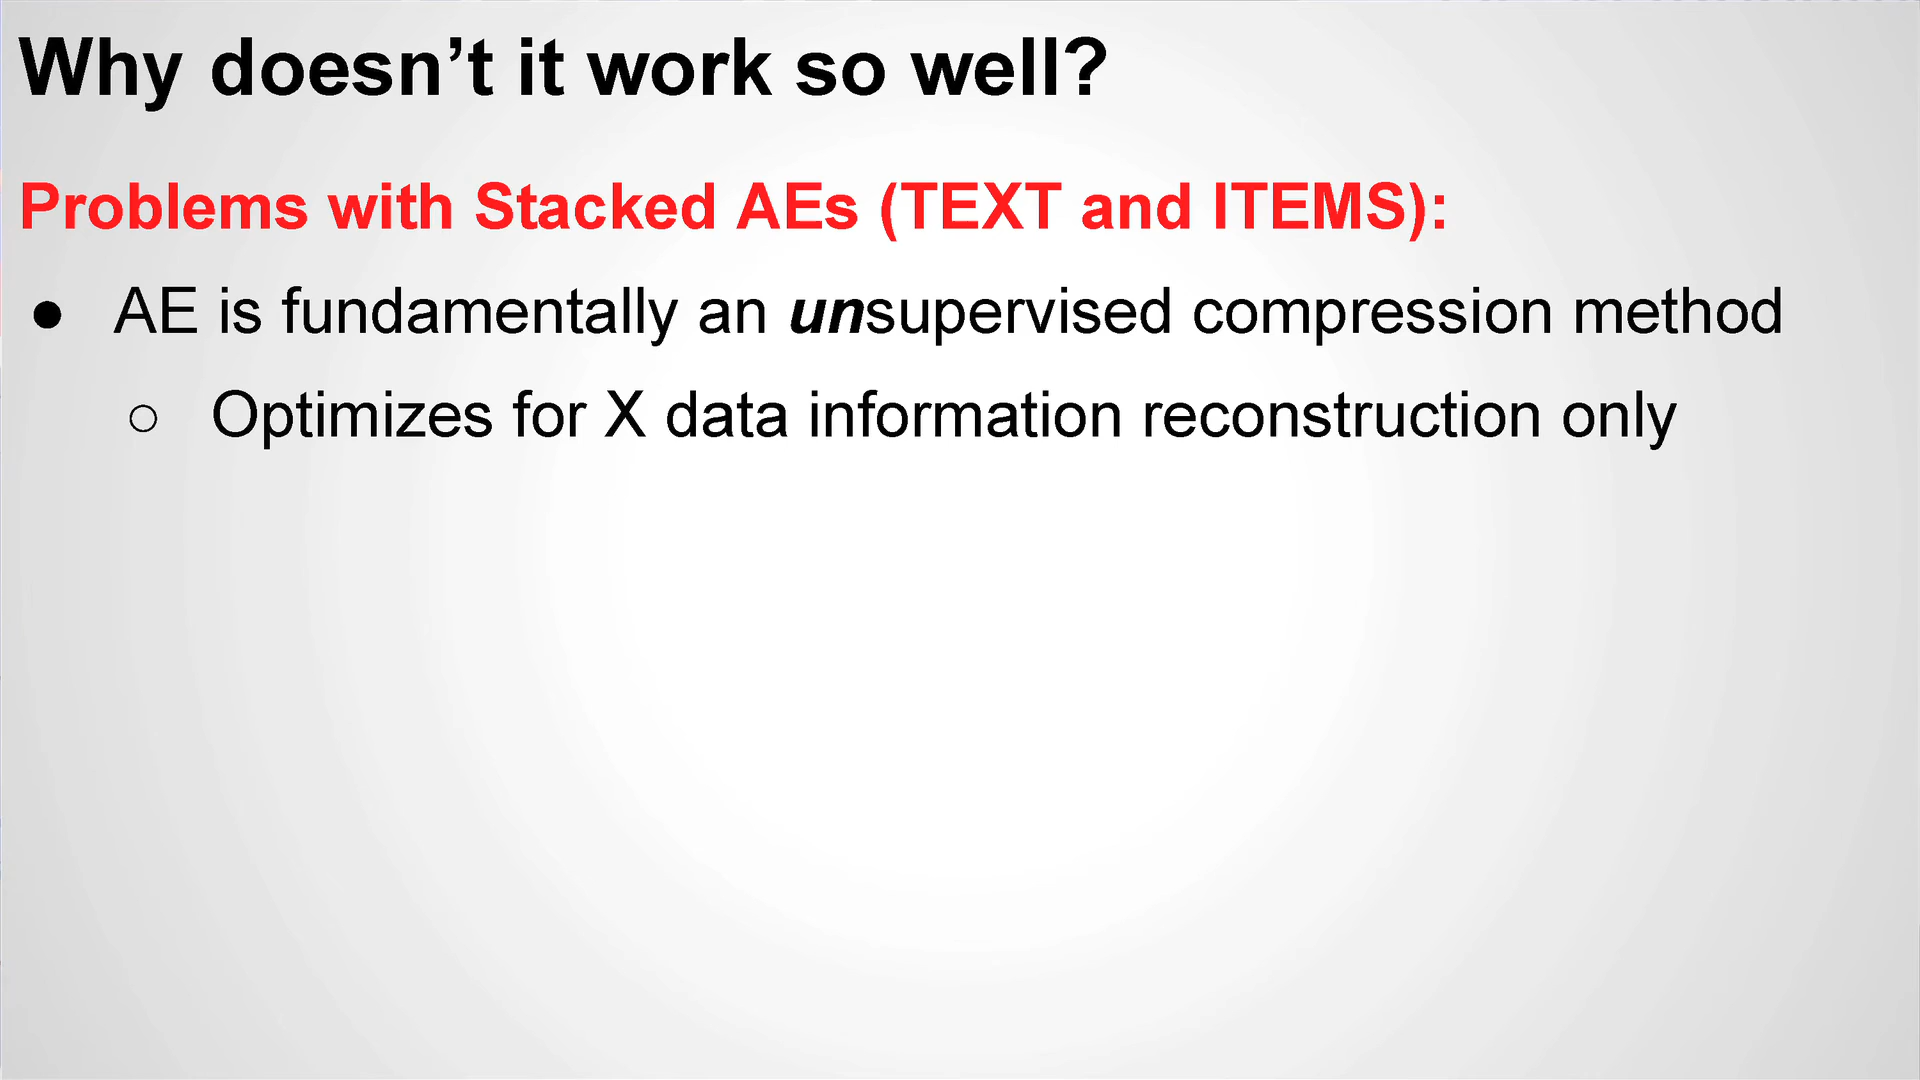 Why doesn’t it work so well?
Problems with Stacked AEs (TEXT and ITEMS):
● AE is fundamentally an unsupervised compression method
○ Optimizes for X data information reconstruction only